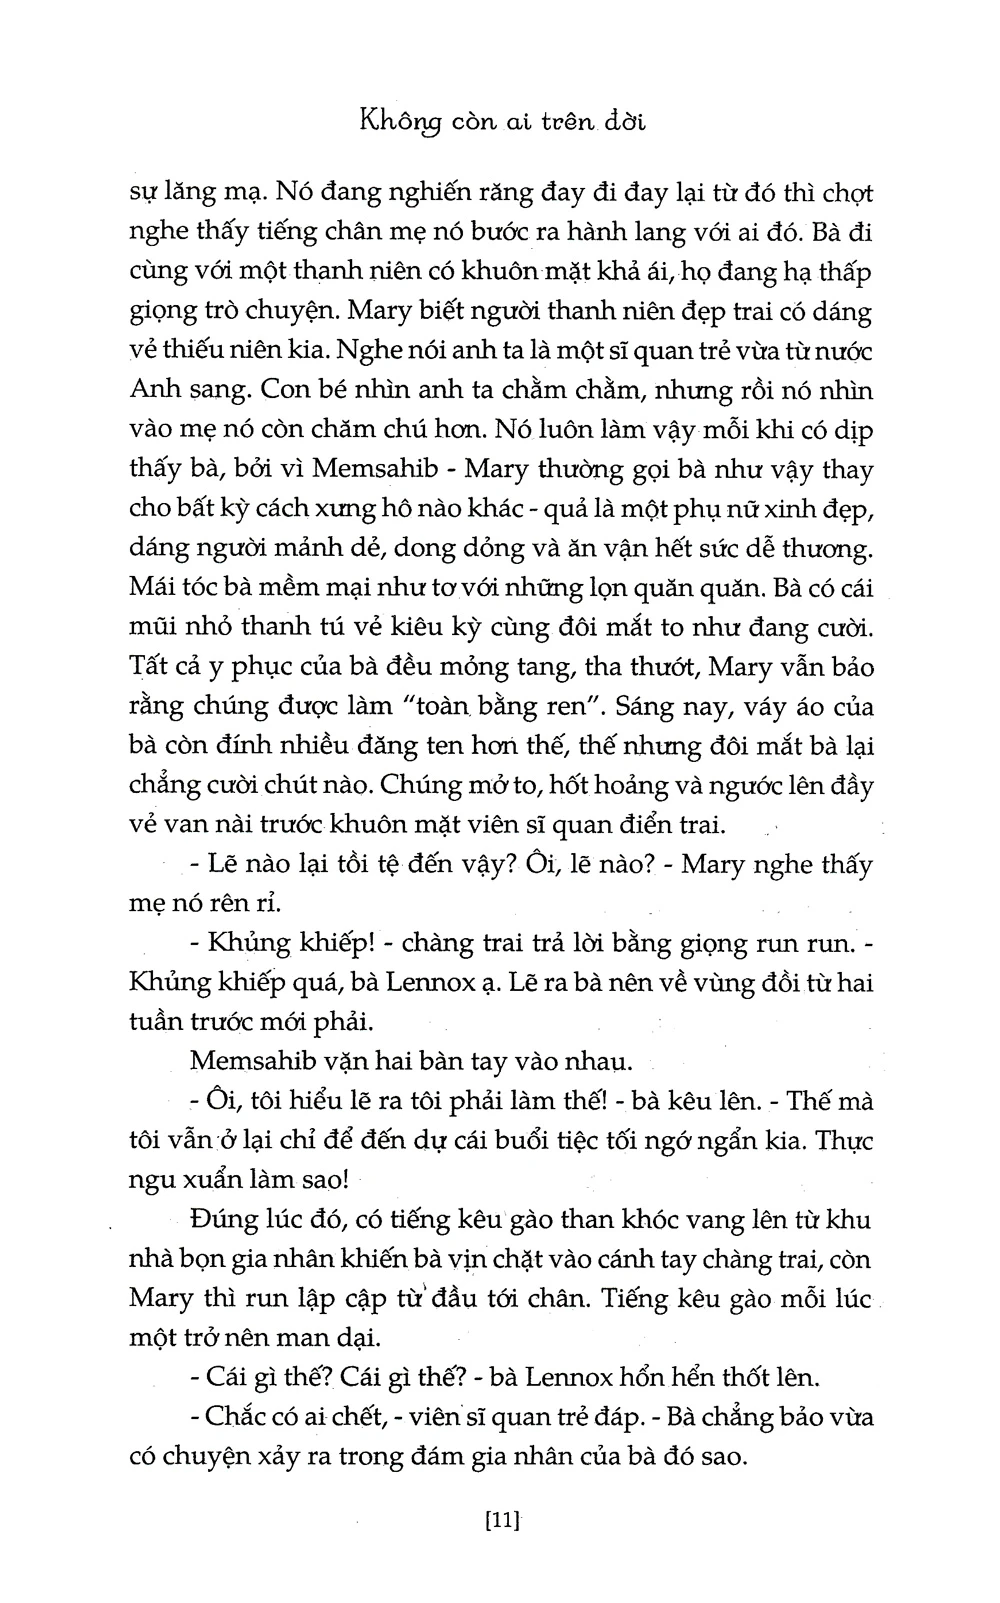 Không còn ai trên đời
sự lăng mạ. Nó đang nghiến răng đay đi đay lại từ đó thì chợt
nghe thấy tiếng chân mẹ nó bước ra hành lang với ai đó. Bà đi
cùng với một thanh niên có khuôn mặt khả ái, họ đang hạ thấp
giọng trò chuyện. Mary biết người thanh niên đẹp trai có dáng
vẻ thiếu niên kia. Nghe nói anh ta là một sĩ quan trẻ vừa từ nước
Anh sang. Con bé nhìn anh ta chằm chằm, nhưng rồi nó nhìn
vào mẹ nó còn chăm chú hơn. Nó luôn làm vậy mỗi khi có dịp
thấy bà, bởi vì Memsahib - Mary thường gọi bà như vậy thay
cho bất kỳ cách xưng hô nào khác - quả là một phụ nữ xinh đẹp,
dáng người mảnh dẻ, dong dỏng và ăn vận hết sức dễ thương.
Mái tóc bà mềm mại như tơ với những lọn quăn quăn. Bà có cái
mũi nhỏ thanh tú vẻ kiêu kỳ cùng đôi mắt to như đang cười.
Tất cả y phục của bà đều mỏng tang, tha thướt, Mary vẫn bảo
rằng chúng được làm "toàn bằng ren". Sáng nay, váy áo của
bà còn đính nhiều đăng ten hơn thế, thế nhưng đôi mắt bà lại
chẳng cười chút nào. Chúng mở to, hốt hoảng và ngước lên đầy
vẻ van nài trước khuôn mặt viên sĩ quan điển trai.
- Lẽ nào lại tồi tệ đến vậy? Ôi, lẽ nào? - Mary nghe thấy
mẹ nó rên rỉ.
- Khủng khiếp! - chàng trai trả lời bằng giọng run run. -
Khủng khiếp quá, bà Lennox ạ. Lẽ ra bà nên về vùng đồi từ hai
tuần trước mới phải.
Memsahib vặn hai bàn tay vào nhau.
- Ôi, tôi hiểu lẽ ra tôi phải làm thế! - bà kêu lên. - Thế mà
tôi vẫn ở lại chỉ để đến dự cái buổi tiệc tối ngớ ngẩn kia. Thực
ngu xuẩn làm sao!
Đúng lúc đó, có tiếng kêu gào than khóc vang lên từ khu
nhà bọn gia nhân khiến bà vịn chặt vào cánh tay chàng trai, còn
Mary thì run lập cập từ đầu tới chân. Tiếng kêu gào mỗi lúc
một trở nên man dại.
- Cái gì thế? Cái gì thế? - bà Lennox hổn hển thốt lên.
- Chắc có ai chết, - viên sĩ quan trẻ đáp. - Bà chẳng bảo vừa
có chuyện xảy ra trong đám gia nhân của bà đó sao.
[11]